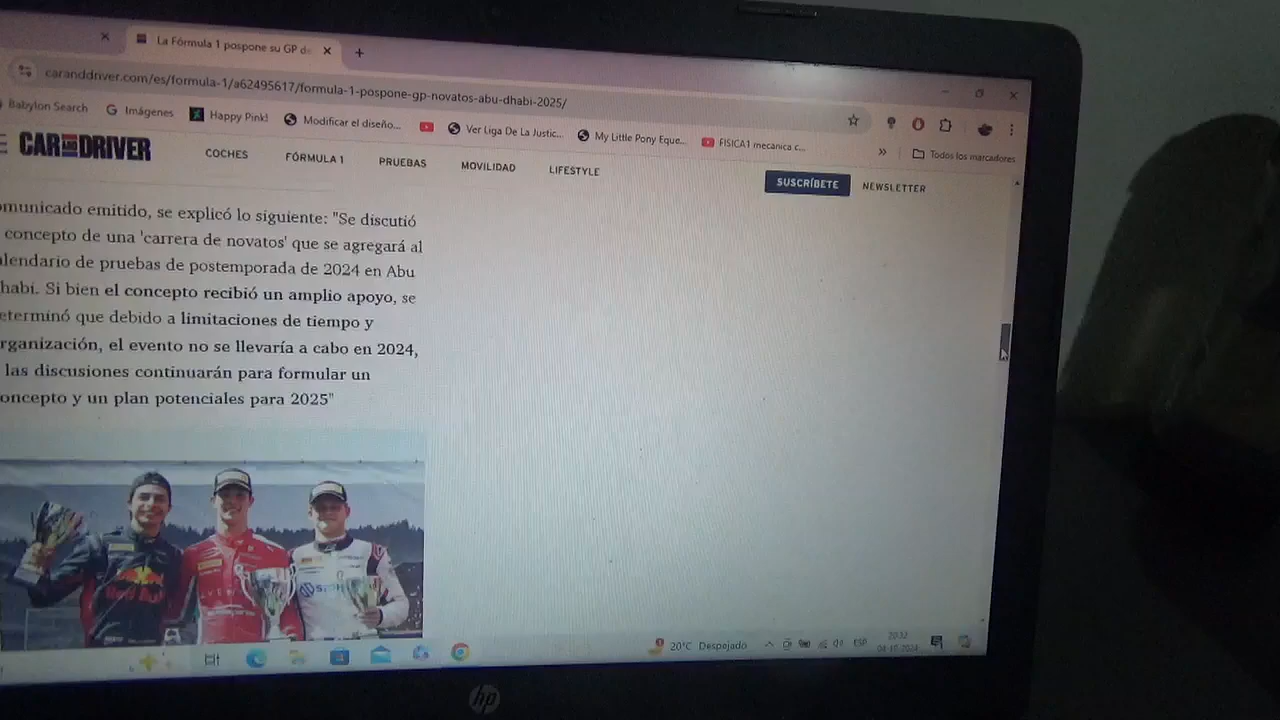 La Fórmula 1 pospone su GP de
caranddriver.com/es/formula-1/a62495617/formula-1-pospone-gp-novatos-abu-dhabi-2025/
Babylon Search
Imágenes
Happy Pink!
Modificar el diseño...
Ver Liga De La Justic...
My Little Pony Eque...
FISICA1 mecanica c...
»
Todos los marcadores
CAR AND DRIVER
COCHES
FÓRMULA 1
PRUEBAS
MOVILIDAD
LIFESTYLE
SUSCRÍBETE
NEWSLETTER
omunicado emitido, se explicó lo siguiente: "Se discutió
concepto de una 'carrera de novatos' que se agregará al
alendario de pruebas de postemporada de 2024 en Abu
habi. Si bien el concepto recibió un amplio apoyo, se
eterminó que debido a limitaciones de tiempo y
rganización, el evento no se llevaría a cabo en 2024,
las discusiones continuarán para formular un
oncepto y un plan potenciales para 2025"
Red Bull
20°C Despejado
ESP
20:32
hp